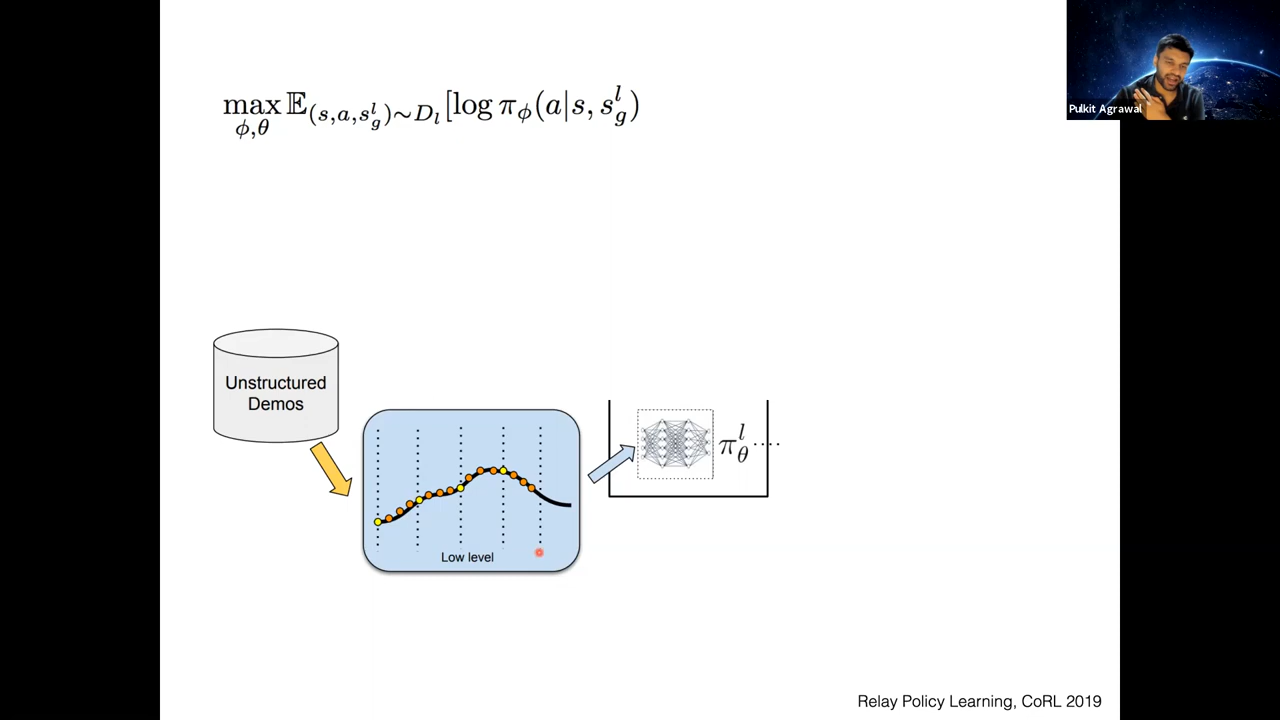 max E(s,a,s_g^l)∼D_l [log π_ϕ(a|s, s_g^l)
ϕ,θ
Pulkit Agrawal
Unstructured
Demos
π_θ^l ....
Low level
Relay Policy Learning, CoRL 2019